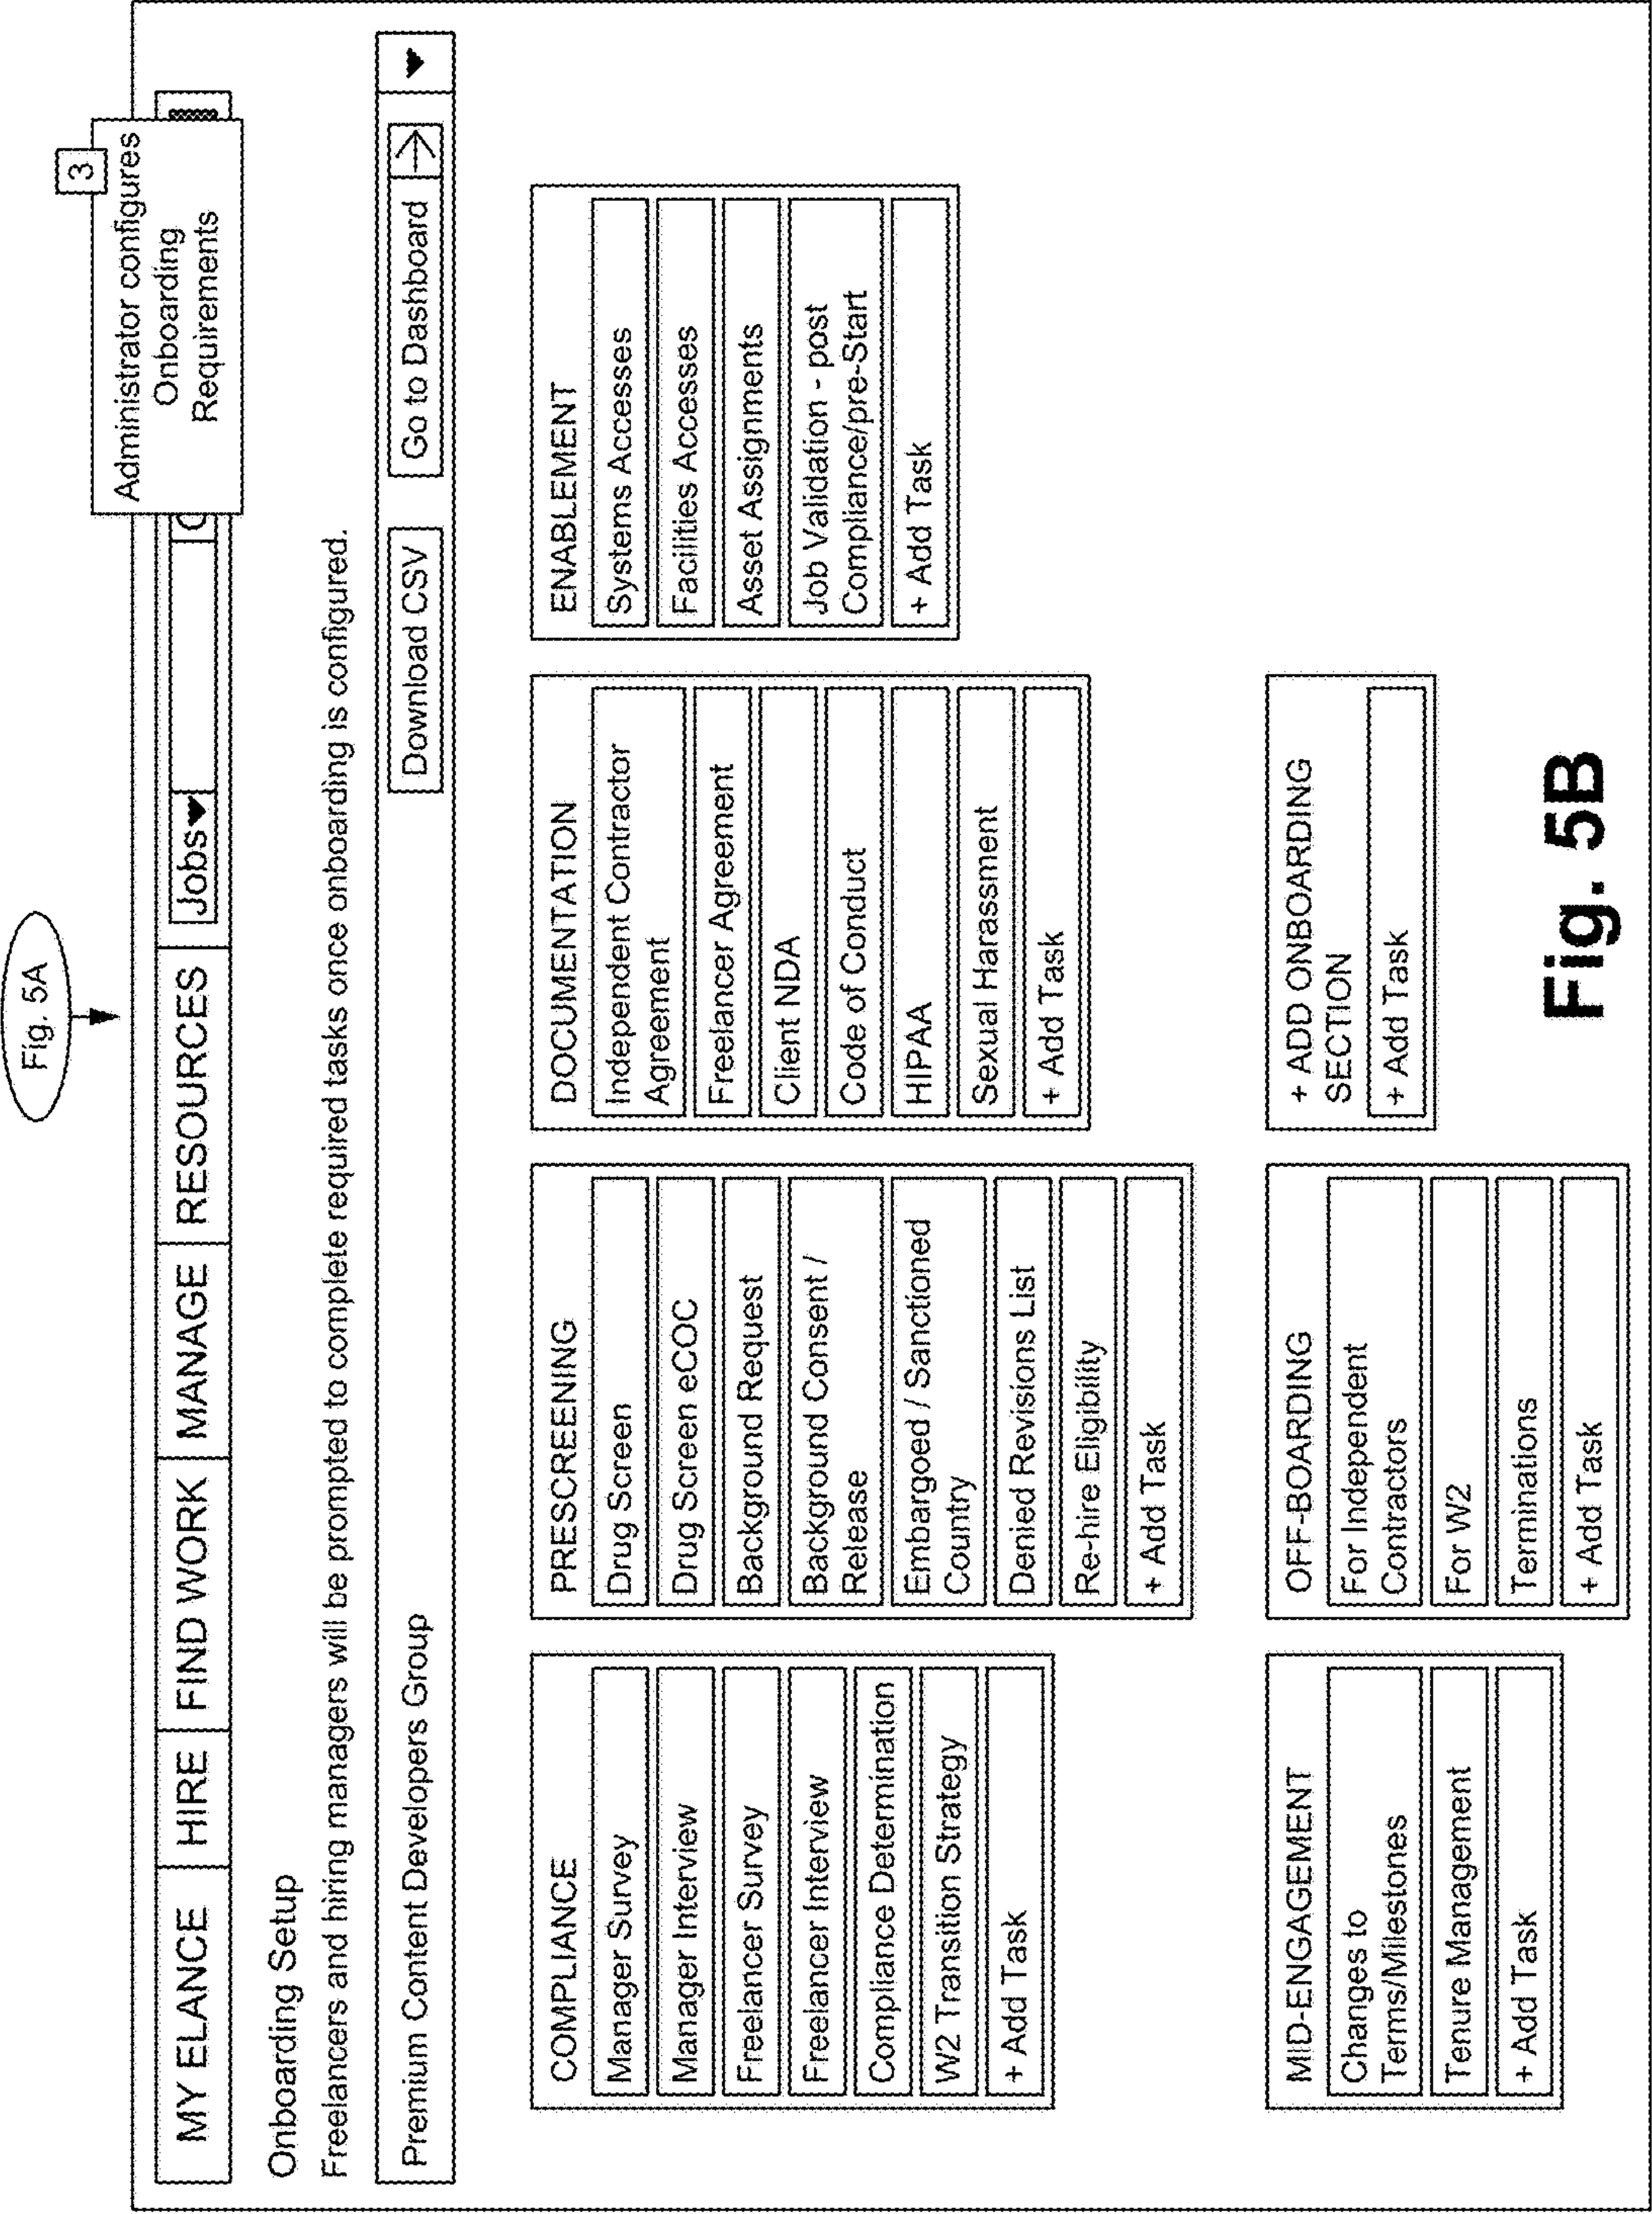 Fig. 5A
3
Administrator configures
Onboarding
Requirements
MY ELANCE
HIRE
FIND WORK
MANAGE
RESOURCES
Jobs
Onboarding Setup
Freelancers and hiring managers will be prompted to complete required tasks once onboarding is configured.
Premium Content Developers Group
Download CSV
Go to Dashboard
COMPLIANCE
Manager Survey
Manager Interview
Freelancer Survey
Freelancer Interview
Compliance Determination
W2 Transition Strategy
+ Add Task
PRESCREENING
Drug Screen
Drug Screen eCOC
Background Request
Background Consent /
Release
Embargoed / Sanctioned
Country
Denied Revisions List
Re-hire Eligibility
+ Add Task
DOCUMENTATION
Independent Contractor
Agreement
Freelancer Agreement
Client NDA
Code of Conduct
HIPAA
Sexual Harassment
+ Add Task
ENABLEMENT
Systems Accesses
Facilities Accesses
Asset Assignments
Job Validation - post
Compliance/pre-Start
+ Add Task
MID-ENGAGEMENT
Changes to
Terms/Milestones
Tenure Management
+ Add Task
OFF-BOARDING
For Independent
Contractors
For W2
Terminations
+ Add Task
+ ADD ONBOARDING
SECTION
+ Add Task
Fig. 5B